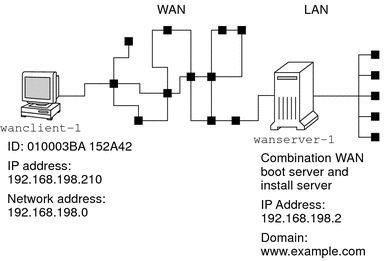 WAN
LAN
wanclient-1
ID: 010003BA 152A42
IP address:
192.168.198.210
Network address:
192.168.198.0
wanserver-1
Combination WAN
boot server and
install server
IP Address:
192.168.198.2
Domain:
www.example.com